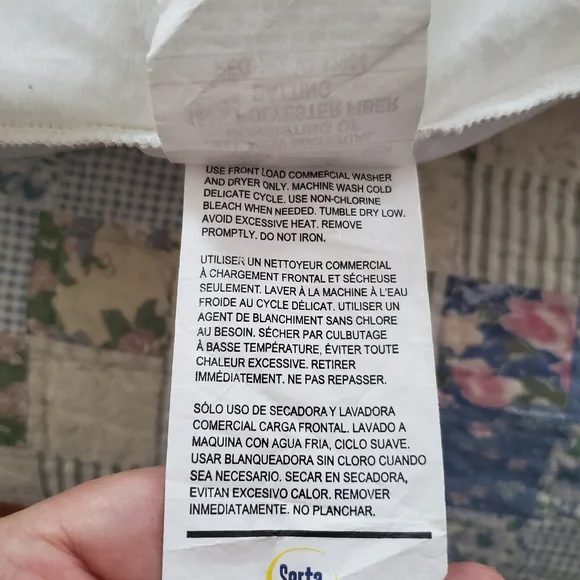 POLYESTER FIBER
BATTING
USE FRONT LOAD COMMERCIAL WASHER
AND DRYER ONLY. MACHINE WASH COLD
DELICATE CYCLE. USE NON-CHLORINE
BLEACH WHEN NEEDED. TUMBLE DRY LOW.
AVOID EXCESSIVE HEAT. REMOVE
PROMPTLY. DO NOT IRON.
UTILISER UN NETTOYEUR COMMERCIAL
À CHARGEMENT FRONTAL ET SÉCHEUSE
SEULEMENT. LAVER À LA MACHINE À L'EAU
FROIDE AU CYCLE DÉLICAT. UTILISER UN
AGENT DE BLANCHIMENT SANS CHLORE
AU BESOIN. SÉCHER PAR CULBUTAGE
À BASSE TEMPÉRATURE, ÉVITER TOUTE
CHALEUR EXCESSIVE. RETIRER
IMMÉDIATEMENT. NE PAS REPASSER.
SÓLO USO DE SECADORA Y LAVADORA
COMERCIAL CARGA FRONTAL. LAVADO A
MAQUINA CON AGUA FRIA, CICLO SUAVE.
USAR BLANQUEADORA SIN CLORO CUANDO
SEA NECESARIO. SECAR EN SECADORA,
EVITAN EXCESIVO CALOR. REMOVER
INMEDIATAMENTE. NO PLANCHAR.
Serta